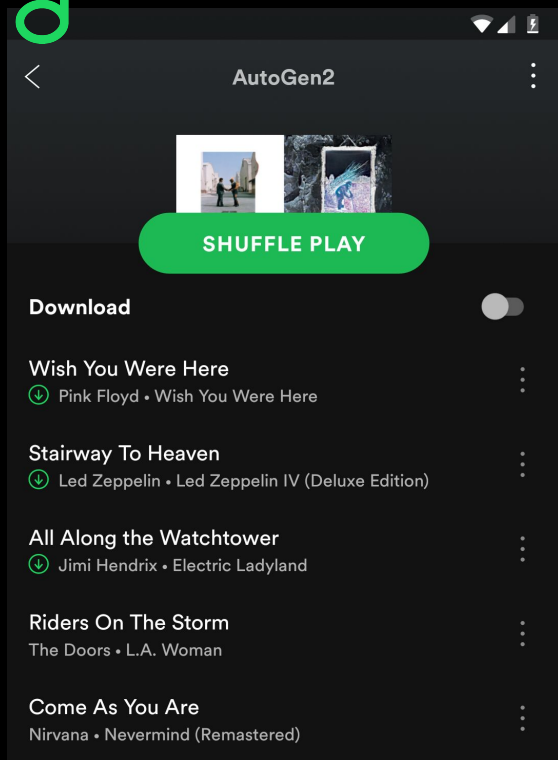 d
AutoGen2
SHUFFLE PLAY
Download
Wish You Were Here
Pink Floyd • Wish You Were Here
Stairway To Heaven
Led Zeppelin • Led Zeppelin IV (Deluxe Edition)
All Along the Watchtower
Jimi Hendrix • Electric Ladyland
Riders On The Storm
The Doors • L.A. Woman
Come As You Are
Nirvana • Nevermind (Remastered)